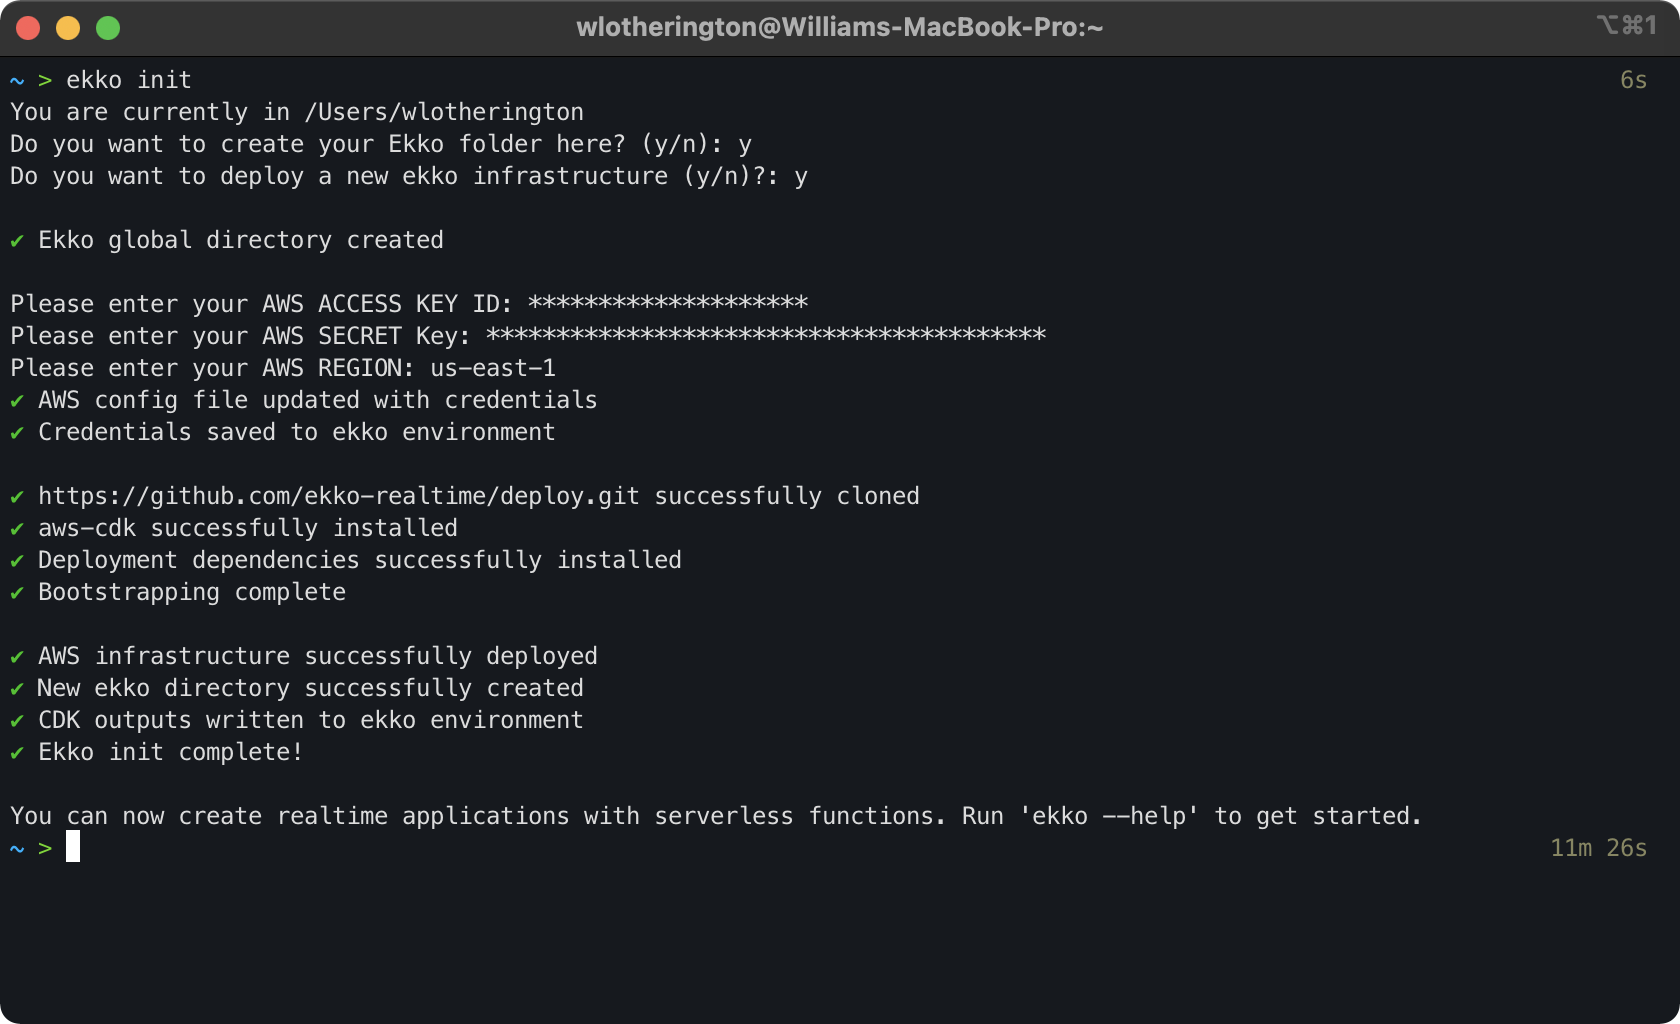 wlotherington@Williams-MacBook-Pro:~ ⌥⌘1
~ > ekko init 6s
You are currently in /Users/wlotherington
Do you want to create your Ekko folder here? (y/n): y
Do you want to deploy a new ekko infrastructure (y/n)?: y
✔ Ekko global directory created
Please enter your AWS ACCESS KEY ID: ********************
Please enter your AWS SECRET Key: ****************************************
Please enter your AWS REGION: us-east-1
✔ AWS config file updated with credentials
✔ Credentials saved to ekko environment
✔ https://github.com/ekko-realtime/deploy.git successfully cloned
✔ aws-cdk successfully installed
✔ Deployment dependencies successfully installed
✔ Bootstrapping complete
✔ AWS infrastructure successfully deployed
✔ New ekko directory successfully created
✔ CDK outputs written to ekko environment
✔ Ekko init complete!
You can now create realtime applications with serverless functions. Run 'ekko --help' to get started.
~ > 11m 26s